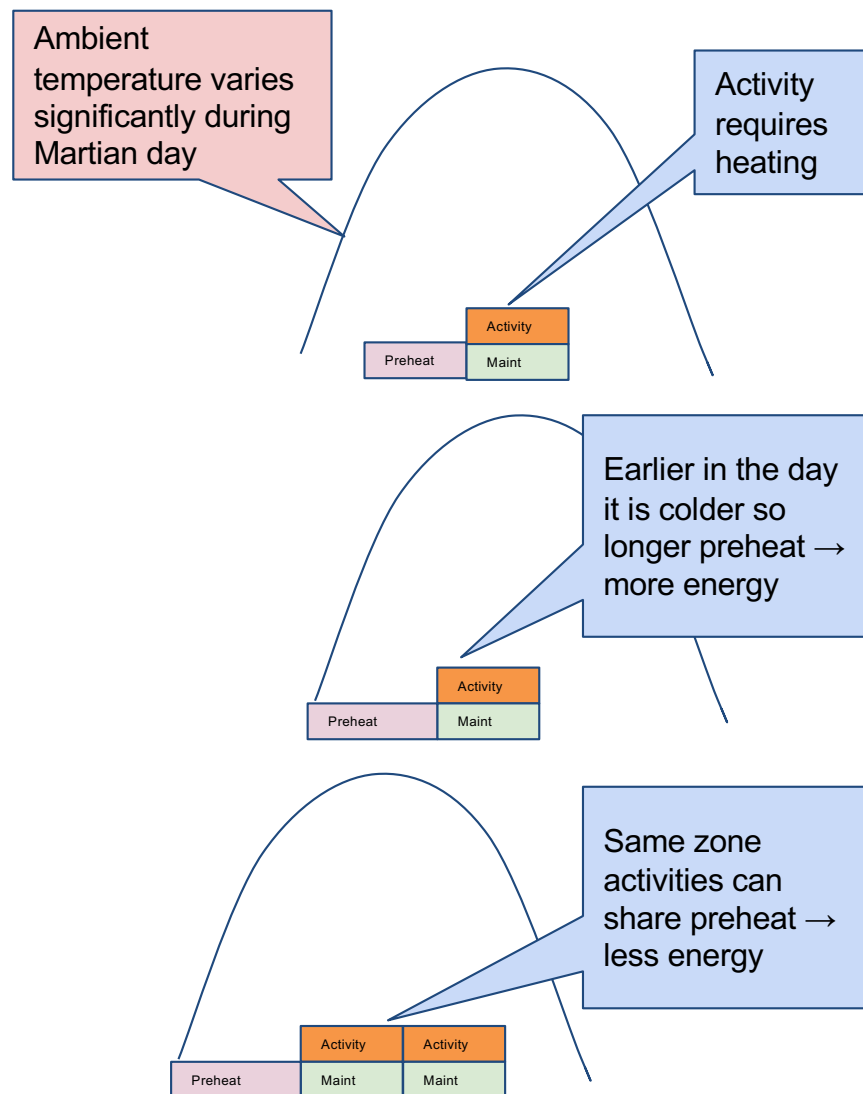 Ambient
temperature varies
significantly during
Martian day
Activity
requires
heating
Activity
Preheat
Maint
Earlier in the day
it is colder so
longer preheat →
more energy
Activity
Preheat
Maint
Same zone
activities can
share preheat →
less energy
Activity
Activity
Preheat
Maint
Maint